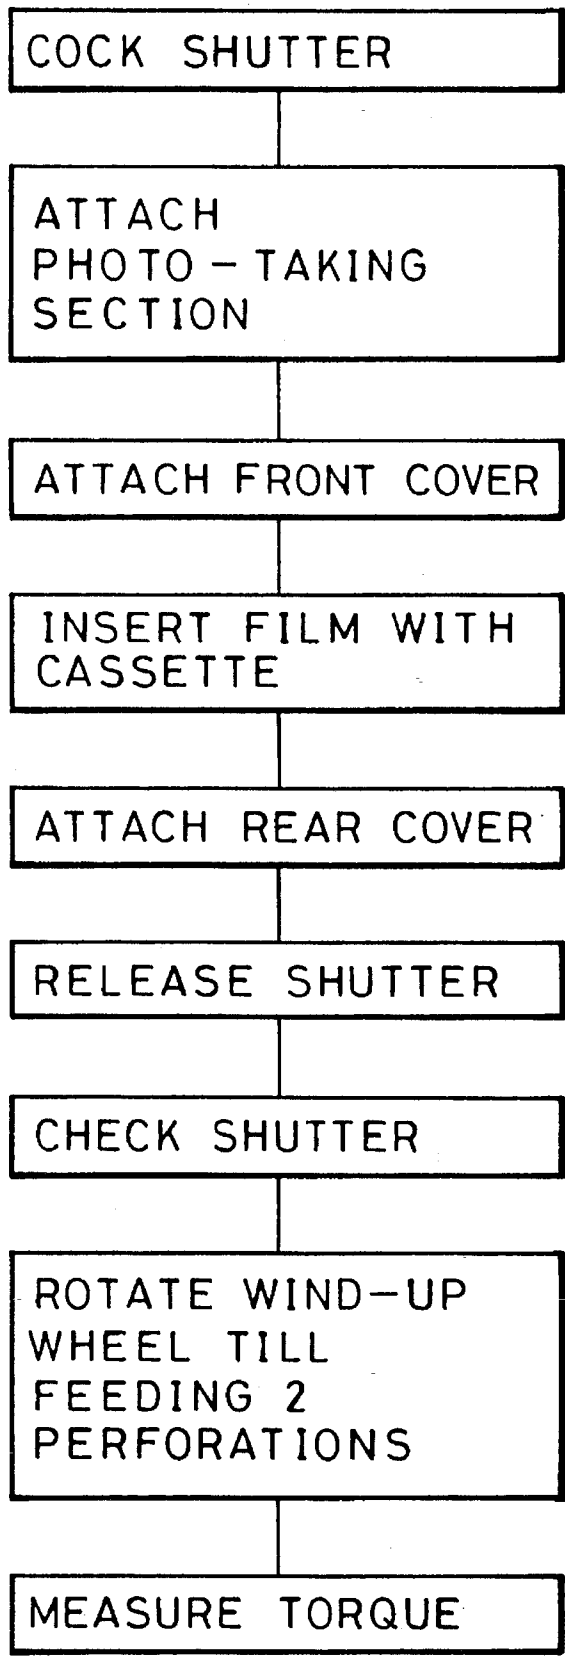 COCK SHUTTER
ATTACH
PHOTO-TAKING
SECTION
ATTACH FRONT COVER
INSERT FILM WITH
CASSETTE
ATTACH REAR COVER
RELEASE SHUTTER
CHECK SHUTTER
ROTATE WIND-UP
WHEEL TILL
FEEDING 2
PERFORATIONS
MEASURE TORQUE